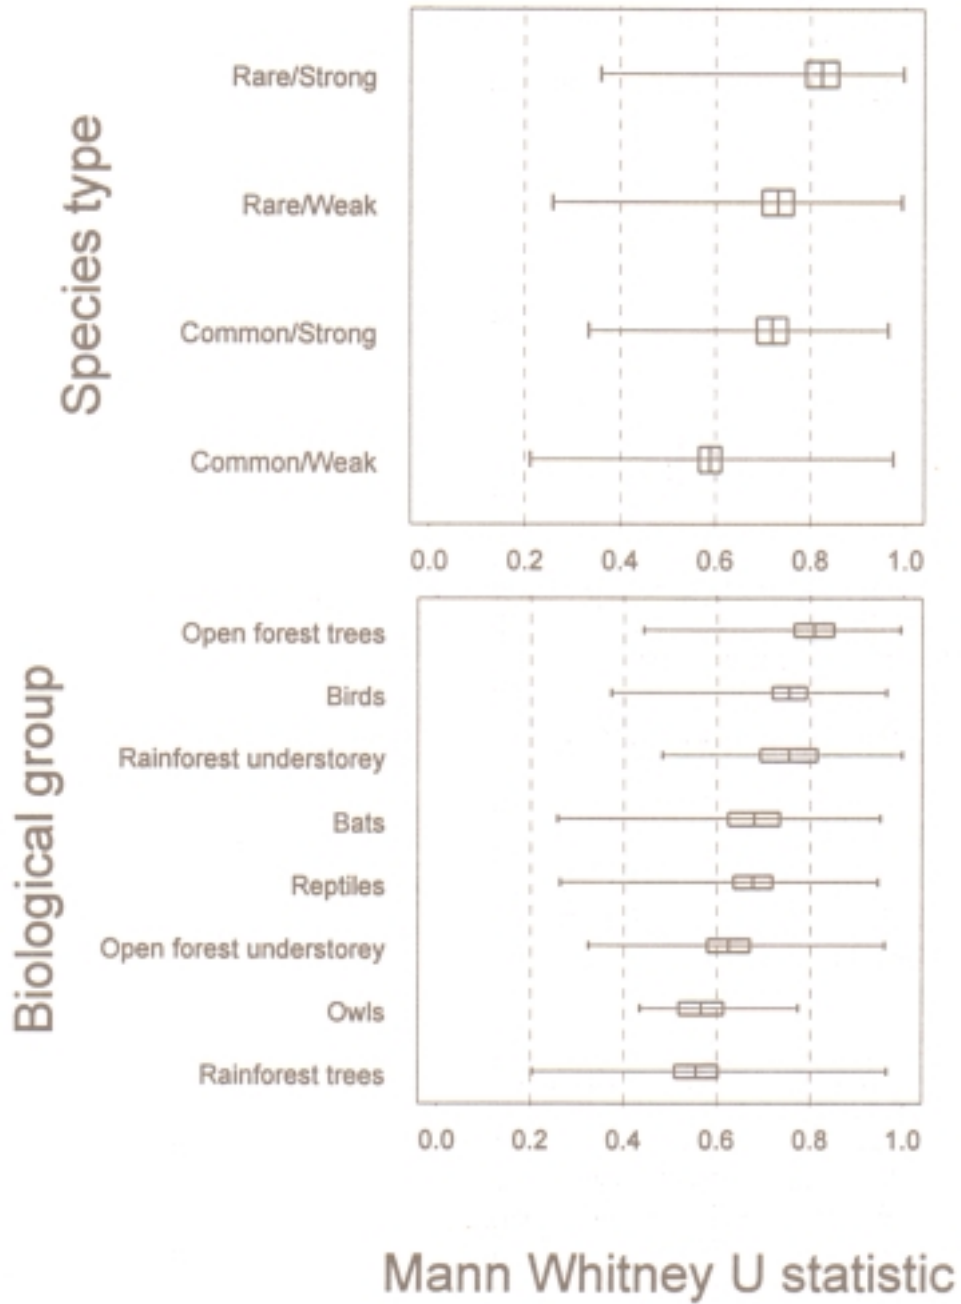 Species type
Rare/Strong
Rare/Weak
Common/Strong
Common/Weak
0.0 0.2 0.4 0.6 0.8 1.0
Biological group
Open forest trees
Birds
Rainforest understorey
Bats
Reptiles
Open forest understorey
Owls
Rainforest trees
0.0 0.2 0.4 0.6 0.8 1.0
Mann Whitney U statistic